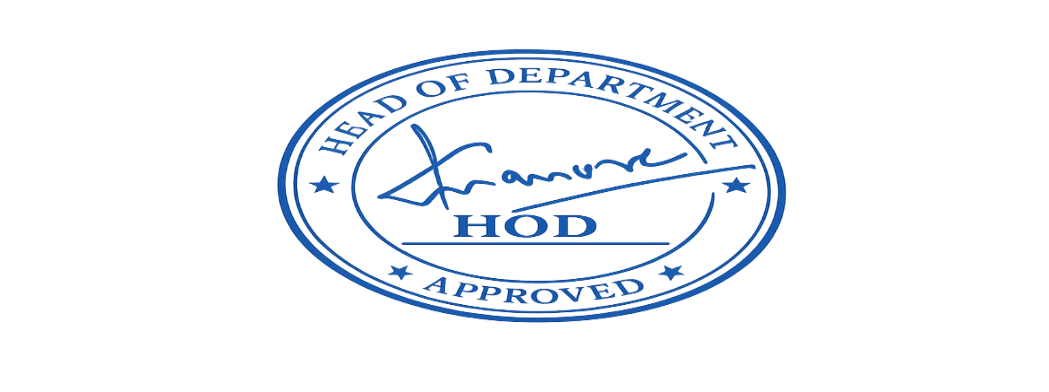 HEAD OF DEPARTMENT
HOD
APPROVED